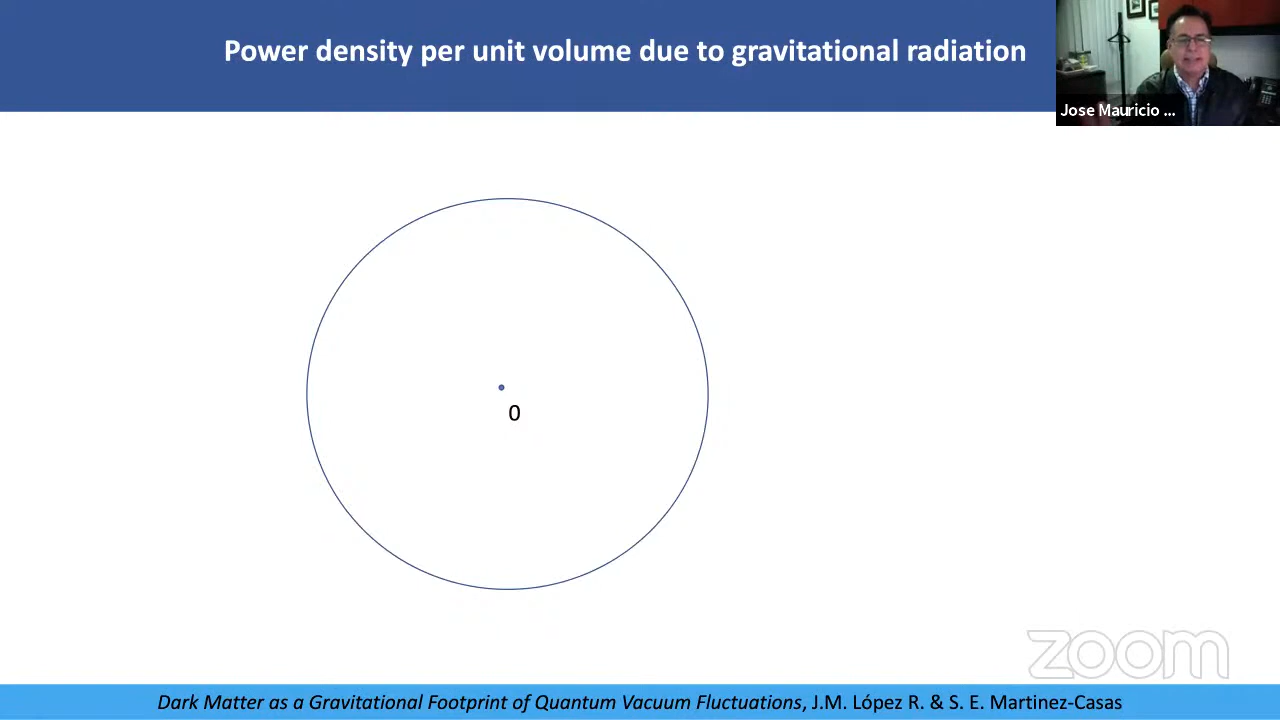 Power density per unit volume due to gravitational radiation
Jose Mauricio ...
0
zoom
Dark Matter as a Gravitational Footprint of Quantum Vacuum Fluctuations, J.M. López R. & S. E. Martinez-Casas